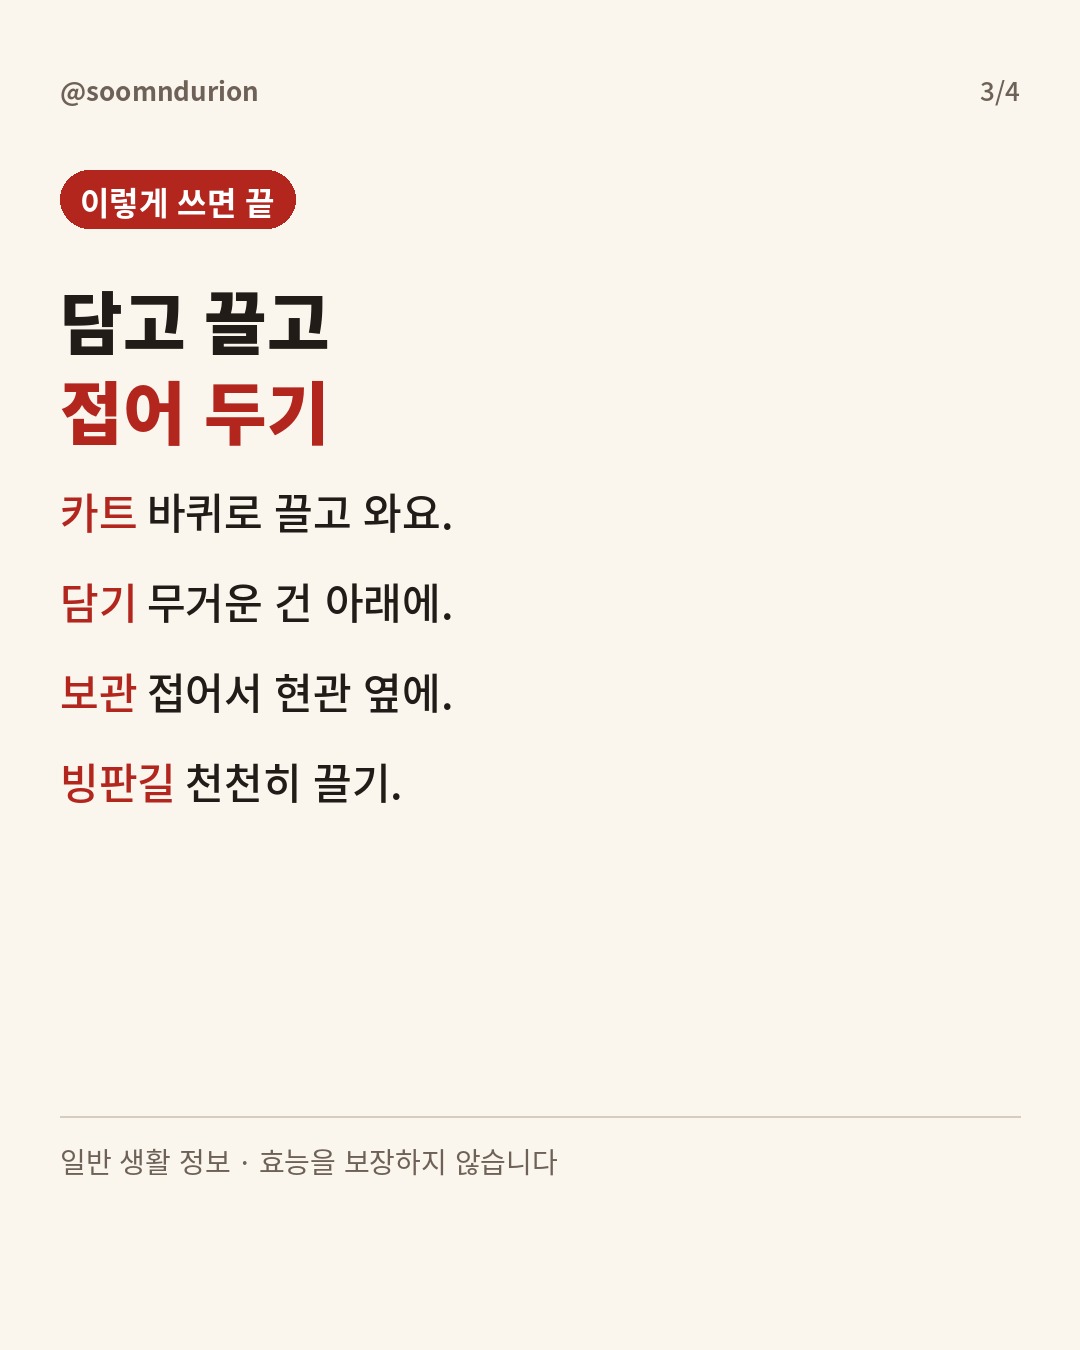 @soomndurion
3/4
이렇게 쓰면 끝
담고 끌고
접어 두기
카트 바퀴로 끌고 와요.
담기 무거운 건 아래에.
보관 접어서 현관 옆에.
빙판길 천천히 끌기.
일반 생활 정보 · 효능을 보장하지 않습니다